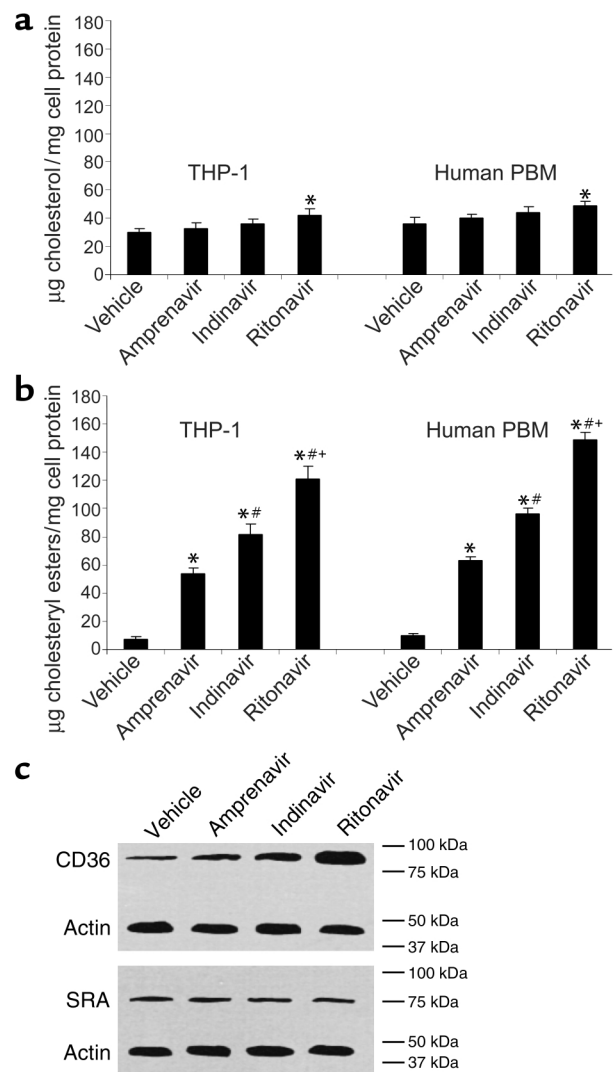 a
µg cholesterol/mg cell protein
180
160
140
120
100
80
60
40
20
0
THP-1
Human PBM
*
*
Vehicle
Amprenavir
Indinavir
Ritonavir
Vehicle
Amprenavir
Indinavir
Ritonavir
b
µg cholesteryl esters/mg cell protein
180
160
140
120
100
80
60
40
20
0
THP-1
Human PBM
*
*#
*#+
*
*#
*#+
Vehicle
Amprenavir
Indinavir
Ritonavir
Vehicle
Amprenavir
Indinavir
Ritonavir
c
Vehicle
Amprenavir
Indinavir
Ritonavir
CD36
Actin
100 kDa
75 kDa
50 kDa
37 kDa
SRA
Actin
100 kDa
75 kDa
50 kDa
37 kDa